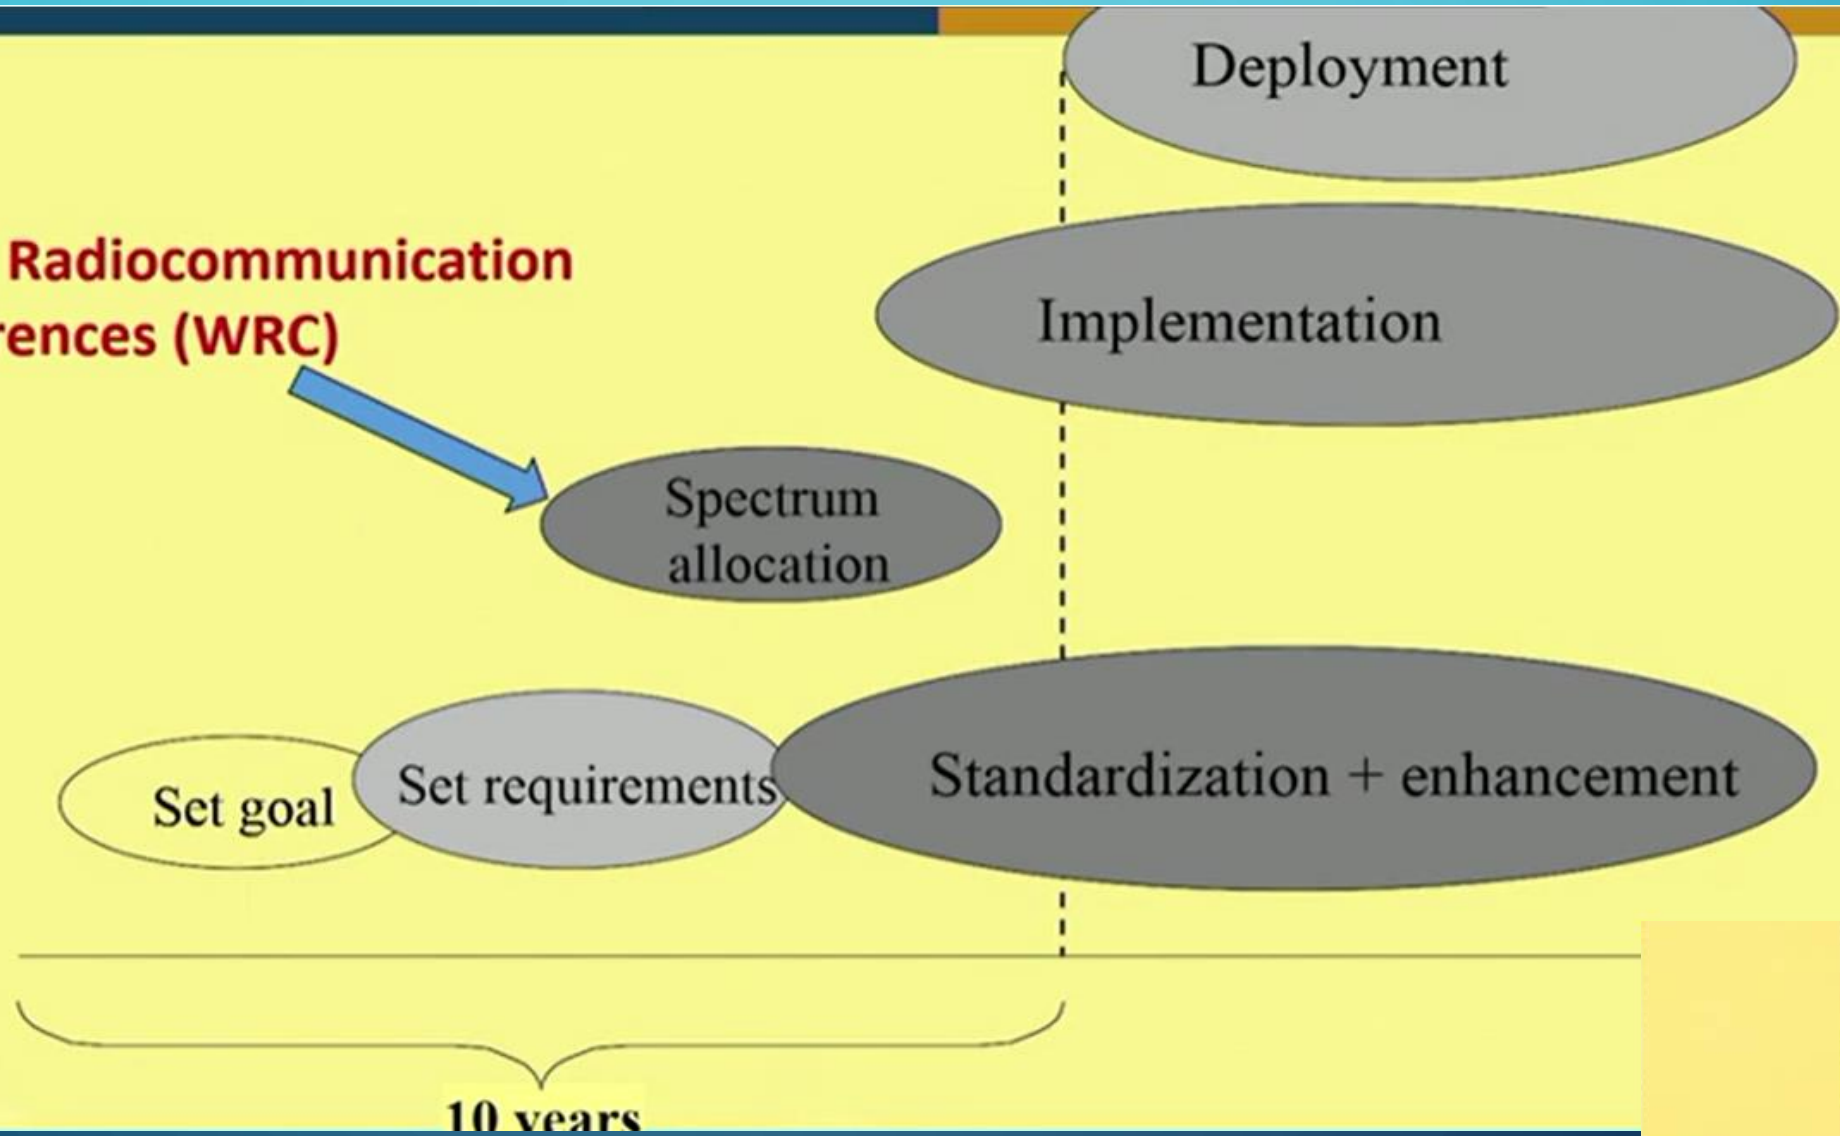 Deployment
Radiocommunication
rences (WRC)
Implementation
Spectrum
allocation
Set goal
Set requirements
Standardization + enhancement
10 years